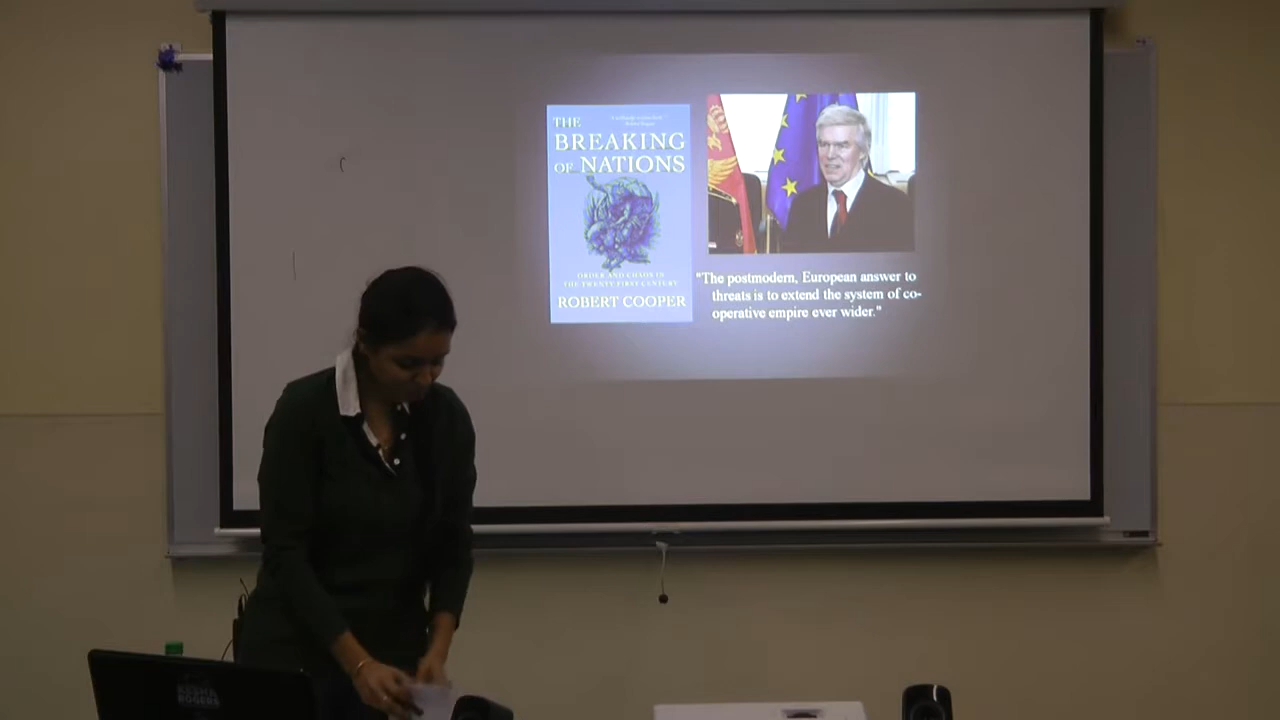 THE
BREAKING
OF NATIONS
ORDER AND CHAOS IN
THE TWENTY-FIRST CENTURY
ROBERT COOPER
"The postmodern, European answer to
threats is to extend the system of co-
operative empire ever wider."
ROGERS